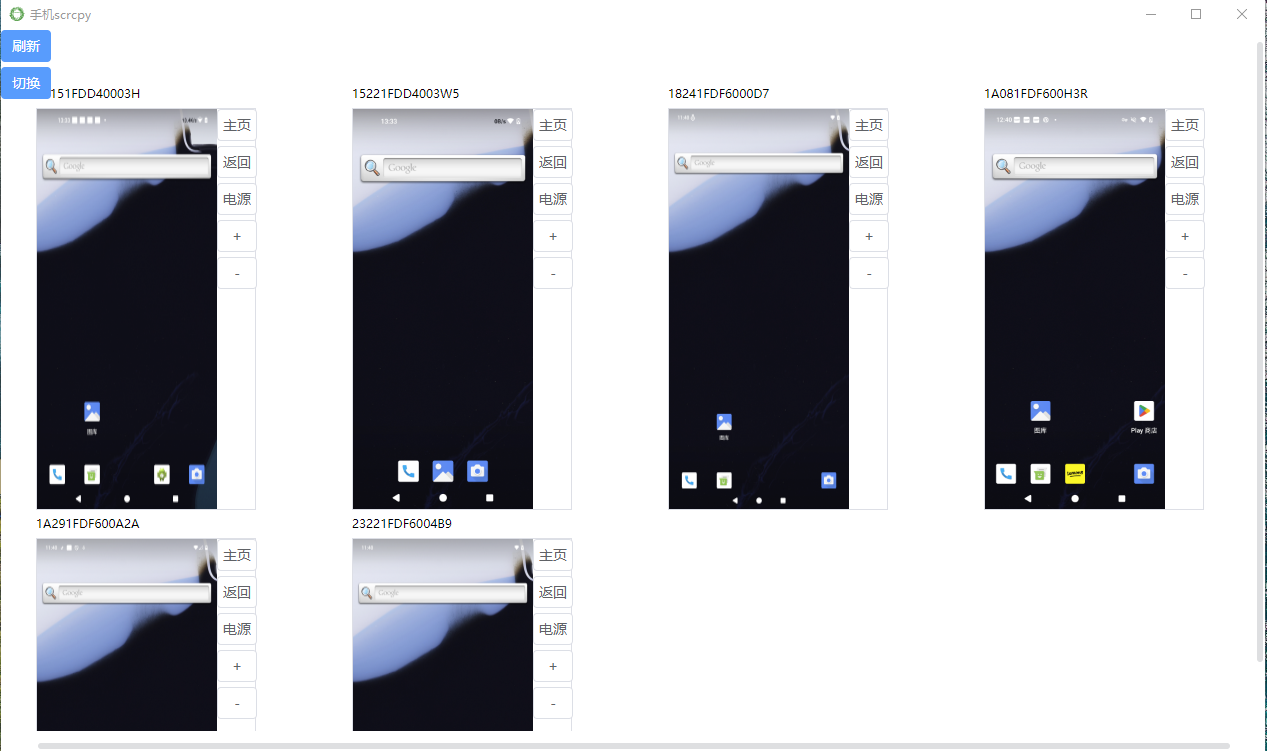 手机scrcpy
刷新
切换
151FDD40003H
15221FDD4003W5
18241FDF6000D7
1A081FDF600H3R
13:33
主页
返回
电源
+
-
Google
图库
13:33
0B/s
主页
返回
电源
+
-
Google
11:48
主页
返回
电源
+
-
Google
图库
12:40
主页
返回
电源
+
-
Google
图库
Play 商店
1A291FDF600A2A
23221FDF6004B9
11:48
主页
返回
电源
+
-
Google
11:48
主页
返回
电源
+
-
Google